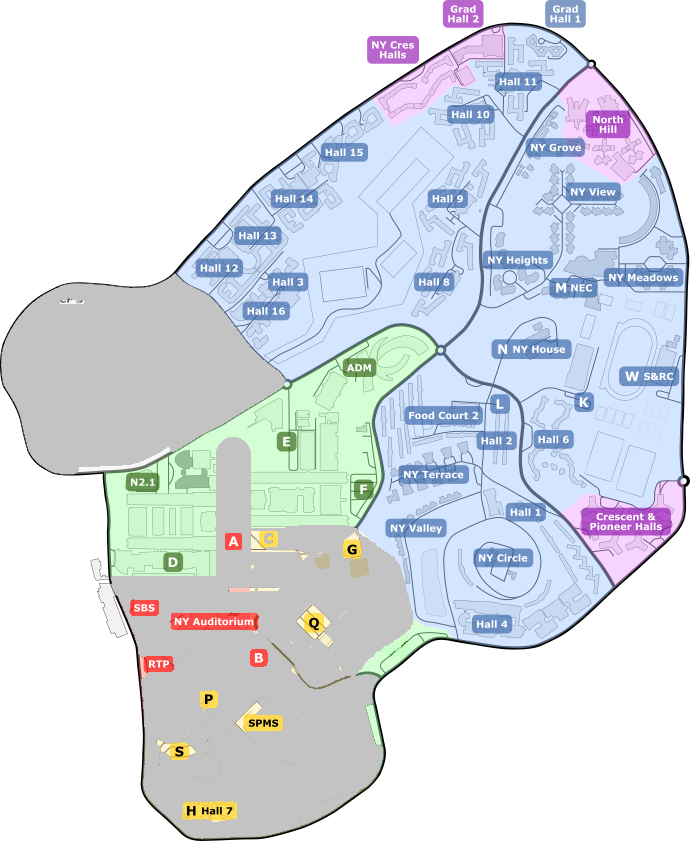 Grad
Hall 2
Grad
Hall 1
NY Cres
Halls
Hall 11
Hall 10
North
Hill
NY Grove
Hall 15
NY View
Hall 14
Hall 9
Hall 13
NY Heights
Hall 12
NY Meadows
Hall 3
Hall 8
M NEC
Hall 16
N NY House
ADM
W S&RC
L
K
Food Court 2
E
Hall 2
Hall 6
NY Terrace
N2.1
F
Hall 1
Crescent &
Pioneer Halls
NY Valley
A
C
G
D
NY Circle
SBS
NY Auditorium
Q
Hall 4
B
RTP
P
SPMS
S
H Hall 7